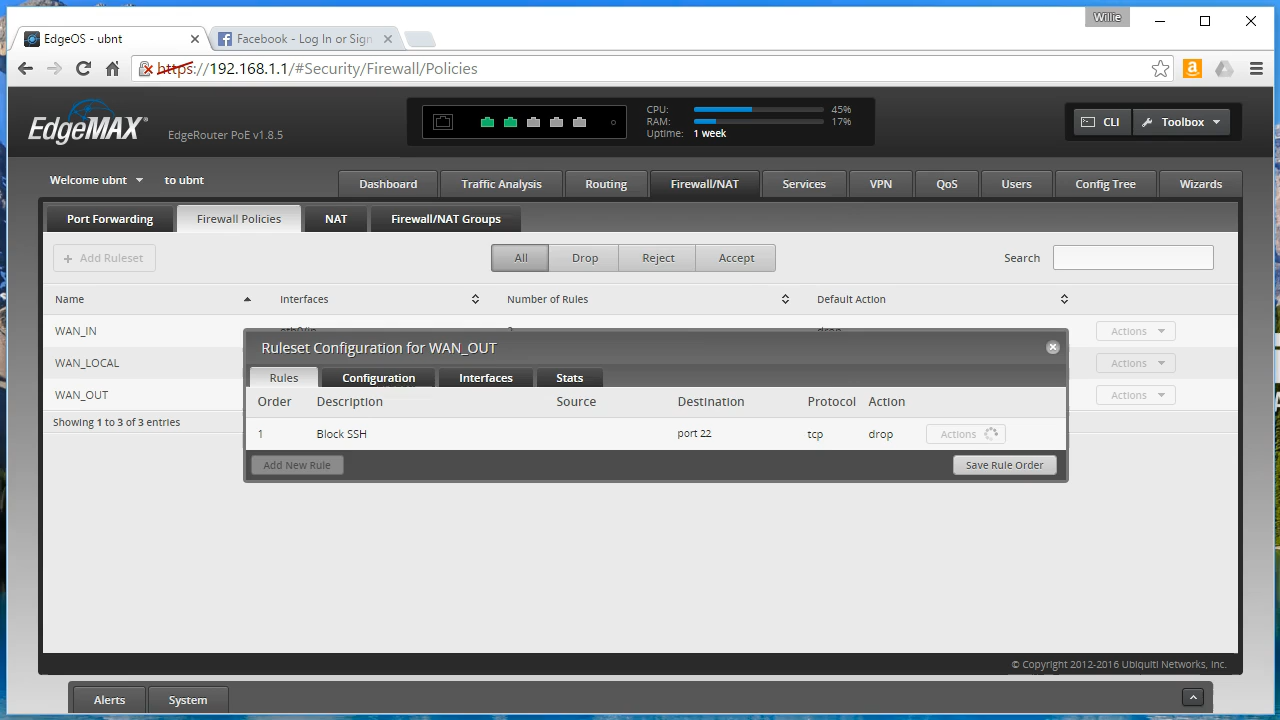 Willie
EdgeOS - ubnt
Facebook - Log In or Sign
https://192.168.1.1/#Security/Firewall/Policies
EdgeMAX
EdgeRouter PoE v1.8.5
CPU: 45%
RAM: 17%
Uptime: 1 week
CLI
Toolbox
Welcome ubnt to ubnt
Dashboard Traffic Analysis Routing Firewall/NAT Services VPN QoS Users Config Tree Wizards
Port Forwarding Firewall Policies NAT Firewall/NAT Groups
+ Add Ruleset
All Drop Reject Accept
Search
Name Interfaces Number of Rules Default Action
WAN_IN Actions
WAN_LOCAL Actions
WAN_OUT Actions
Showing 1 to 3 of 3 entries
Ruleset Configuration for WAN_OUT
Rules Configuration Interfaces Stats
Order Description Source Destination Protocol Action
1 Block SSH port 22 tcp drop Actions
Add New Rule Save Rule Order
© Copyright 2012-2016 Ubiquiti Networks, Inc.
Alerts System